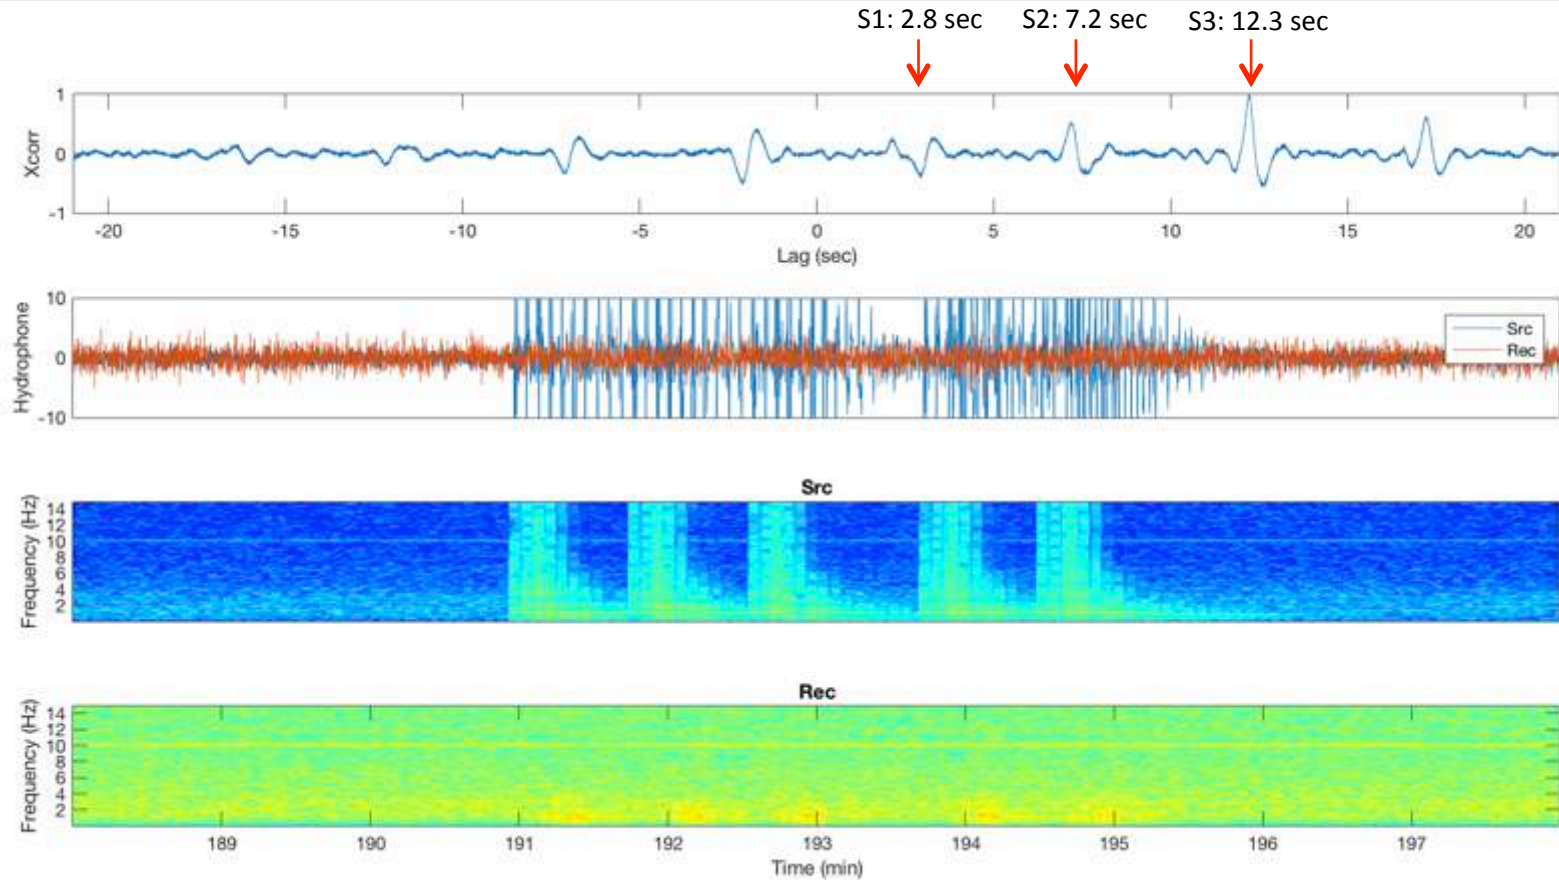 S1: 2.8 sec S2: 7.2 sec S3: 12.3 sec
1
0
-1
Xcorr
-20 -15 -10 -5 0 5 10 15 20
Lag (sec)
10
0
-10
Hydrophone
Src
Rec
Src
14
12
10
8
6
4
2
Frequency (Hz)
Rec
14
12
10
8
6
4
2
Frequency (Hz)
189 190 191 192 193 194 195 196 197
Time (min)